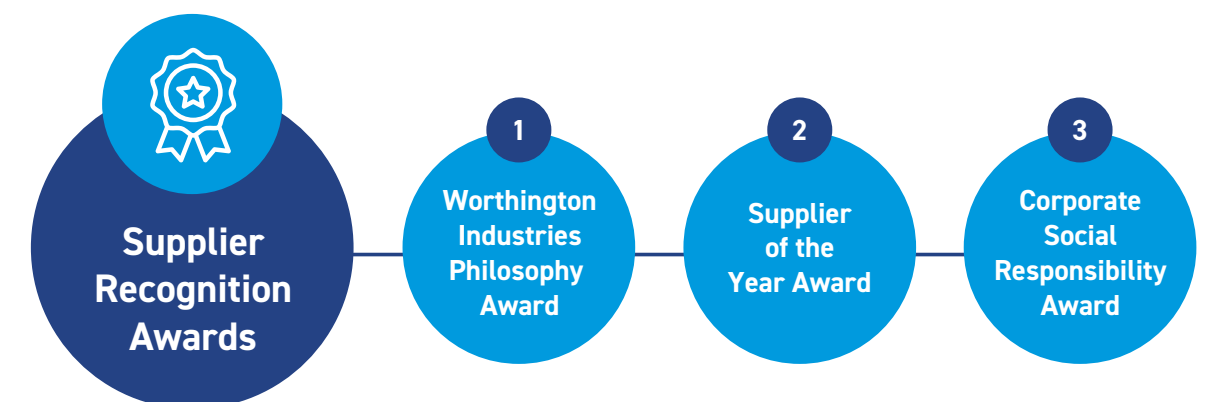 Supplier
Recognition
Awards
1
Worthington
Industries
Philosophy
Award
2
Supplier
of the
Year Award
3
Corporate
Social
Responsibility
Award